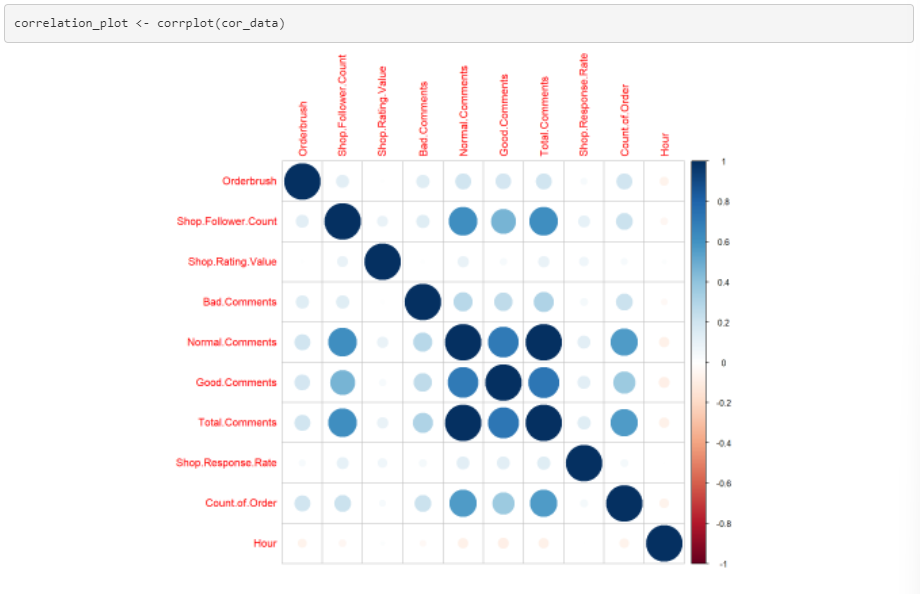 correlation_plot <- corrplot(cor_data)
Orderbrush
Shop.Follower.Count
Shop.Rating.Value
Bad.Comments
Normal.Comments
Good.Comments
Total.Comments
Shop.Response.Rate
Count.of.Order
Hour
Orderbrush
Shop.Follower.Count
Shop.Rating.Value
Bad.Comments
Normal.Comments
Good.Comments
Total.Comments
Shop.Response.Rate
Count.of.Order
Hour
1
0.8
0.6
0.4
0.2
0
-0.2
-0.4
-0.6
-0.8
-1